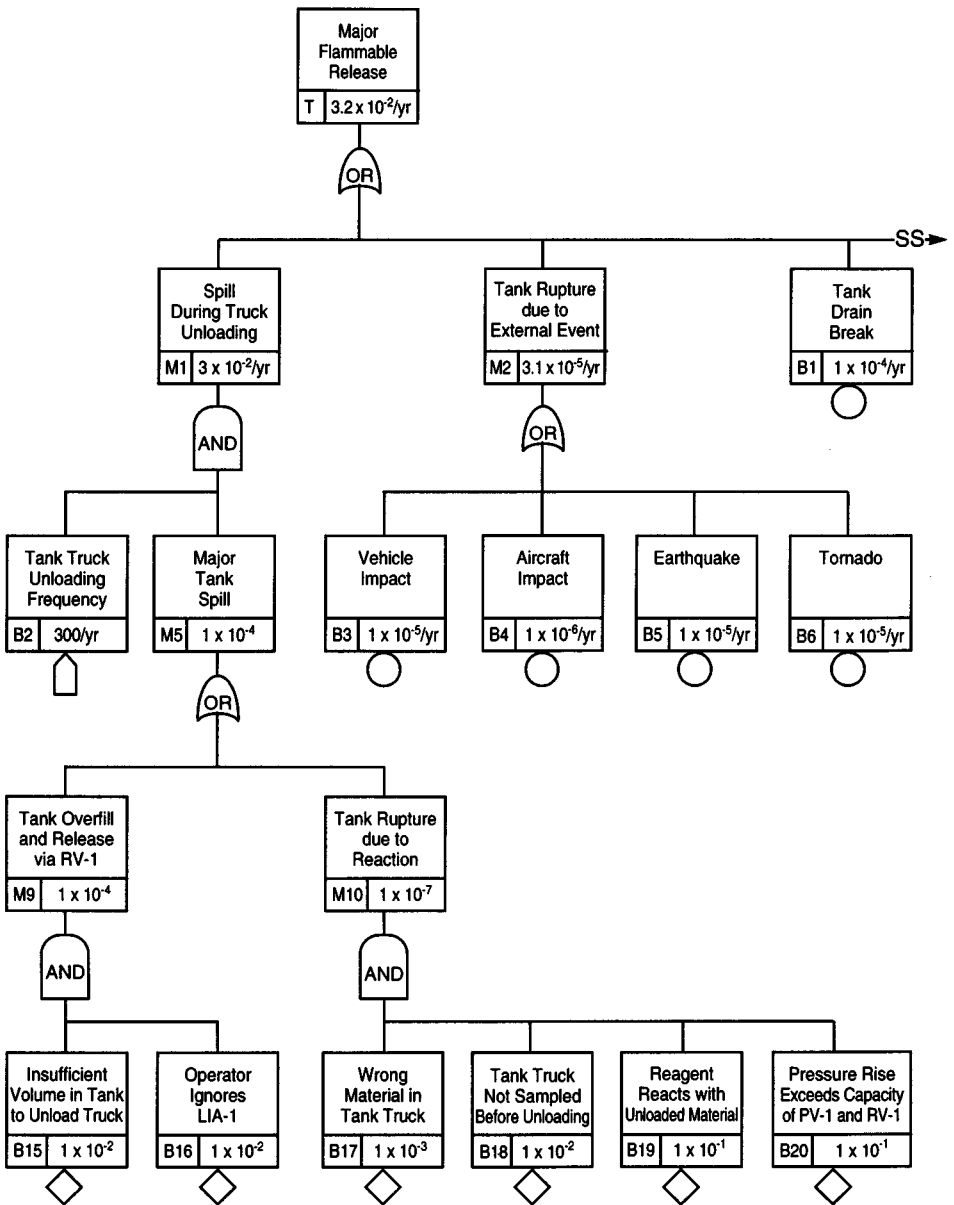 Major
Flammable
Release
T 3.2 x 10⁻²/yr
OR
SS
Spill
During Truck
Unloading
M1 3 x 10⁻²/yr
Tank Rupture
due to
External Event
M2 3.1 x 10⁻⁵/yr
Tank
Drain
Break
B1 1 x 10⁻⁴/yr
AND
OR
Tank Truck
Unloading
Frequency
B2 300/yr
Major
Tank
Spill
M5 1 x 10⁻⁴
Vehicle
Impact
B3 1 x 10⁻⁵/yr
Aircraft
Impact
B4 1 x 10⁻⁶/yr
Earthquake
B5 1 x 10⁻⁵/yr
Tornado
B6 1 x 10⁻⁵/yr
OR
Tank Overfill
and Release
via RV-1
M9 1 x 10⁻⁴
Tank Rupture
due to
Reaction
M10 1 x 10⁻⁷
AND
AND
Insufficient
Volume in Tank
to Unload Truck
B15 1 x 10⁻²
Operator
Ignores
LIA-1
B16 1 x 10⁻²
Wrong
Material in
Tank Truck
B17 1 x 10⁻³
Tank Truck
Not Sampled
Before Unloading
B18 1 x 10⁻²
Reagent
Reacts with
Unloaded Material
B19 1 x 10⁻¹
Pressure Rise
Exceeds Capacity
of PV-1 and RV-1
B20 1 x 10⁻¹